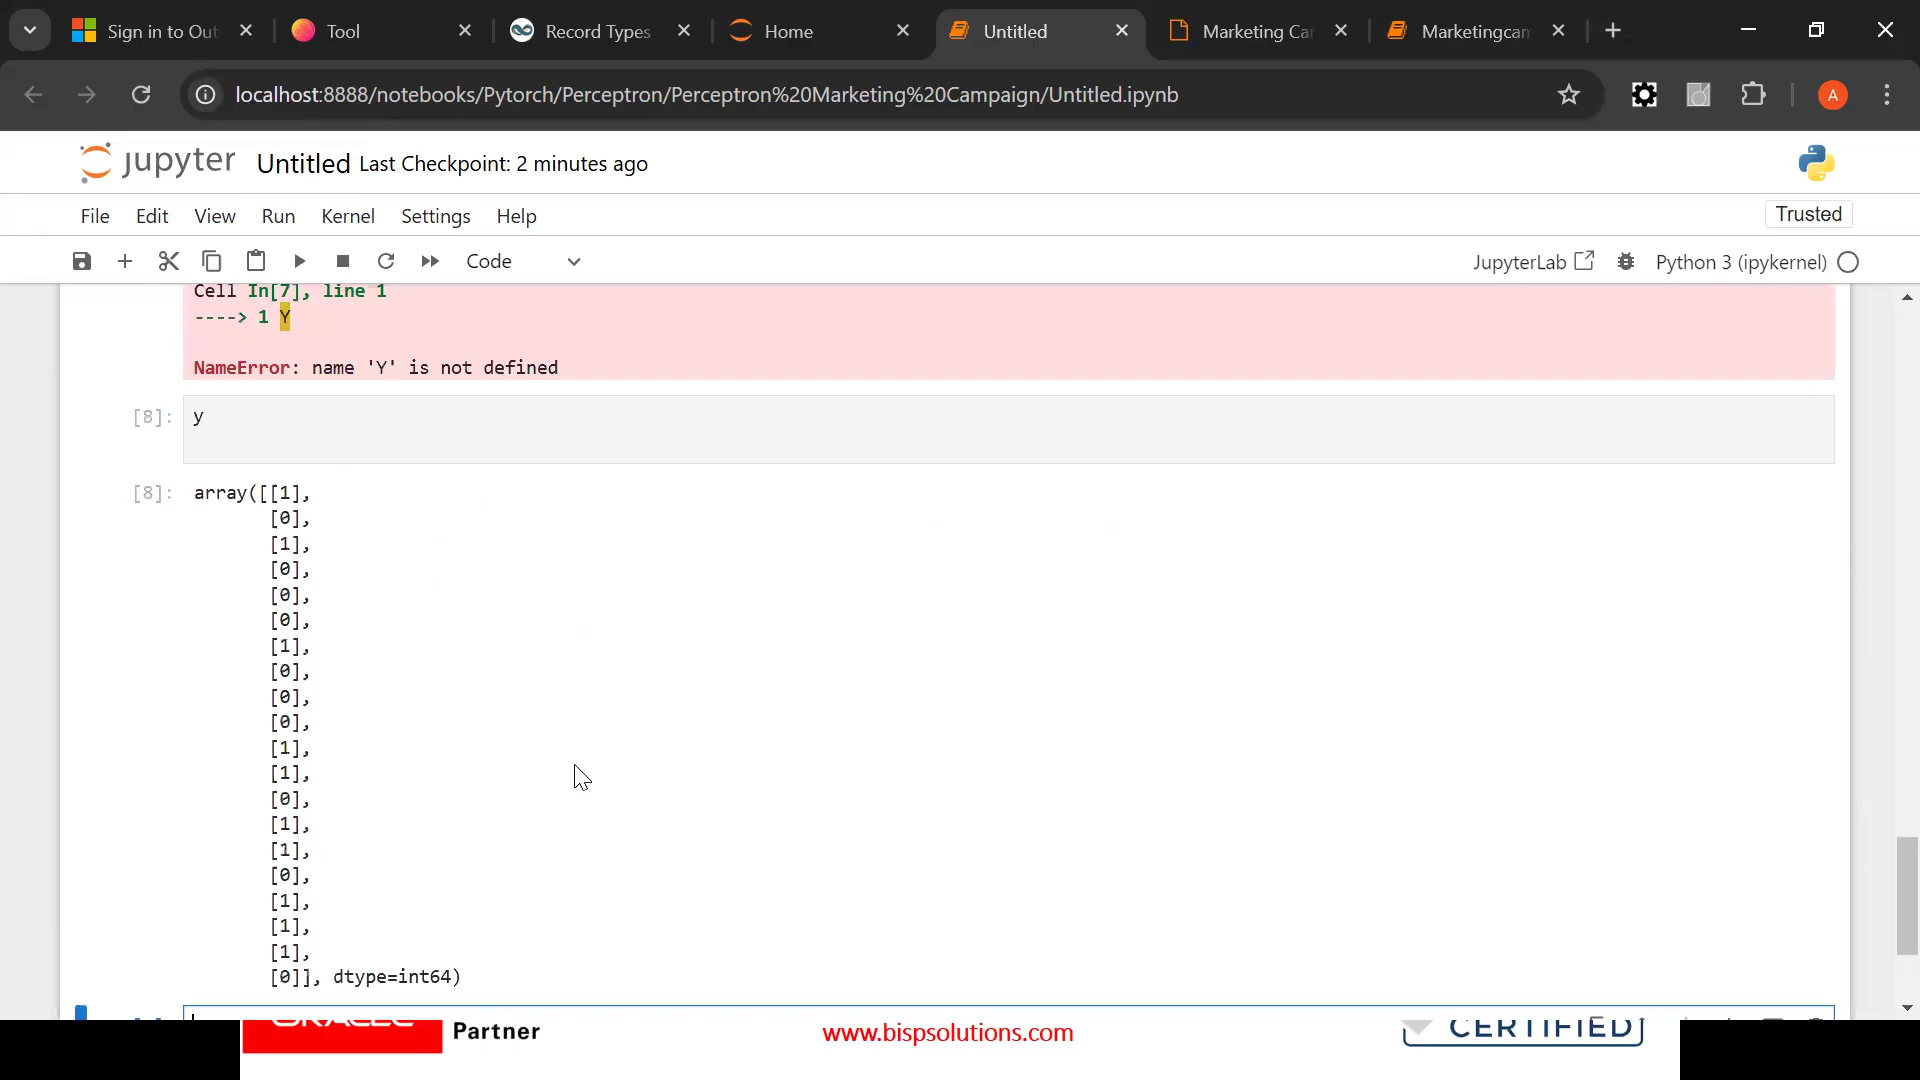 Sign in to Out
Tool
Record Types
Home
Untitled
Marketing Car
Marketingcam
localhost:8888/notebooks/Pytorch/Perceptron/Perceptron%20Marketing%20Campaign/Untitled.ipynb
A
jupyter Untitled Last Checkpoint: 2 minutes ago
File Edit View Run Kernel Settings Help
Trusted
Code
JupyterLab
Python 3 (ipykernel)
Cell In[7], line 1
----> 1 Y
NameError: name 'Y' is not defined
[8]: y
[8]: array([[1],
[0],
[1],
[0],
[0],
[0],
[1],
[0],
[0],
[0],
[1],
[1],
[0],
[1],
[1],
[0],
[1],
[1],
[1],
[0]], dtype=int64)
ORACLE Partner
www.bispsolutions.com
CERTIFIED